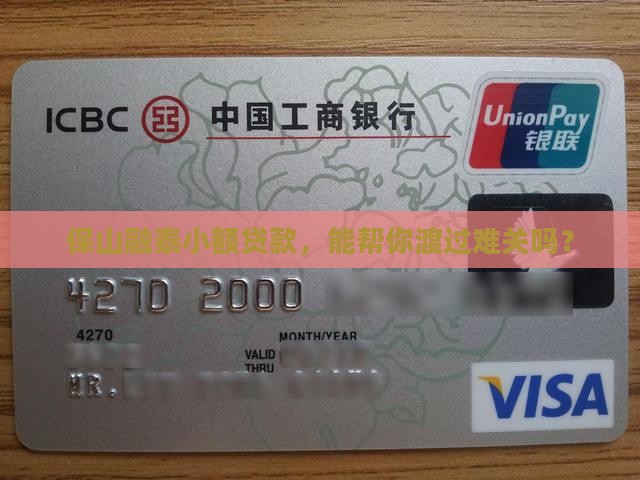 ICBC 中国工商银行
UnionPay
银联
保山融泰小额贷款，能帮你渡过难关吗？
4270 2000
4270
MONTH/YEAR
VALID
THRU
MR.
VISA